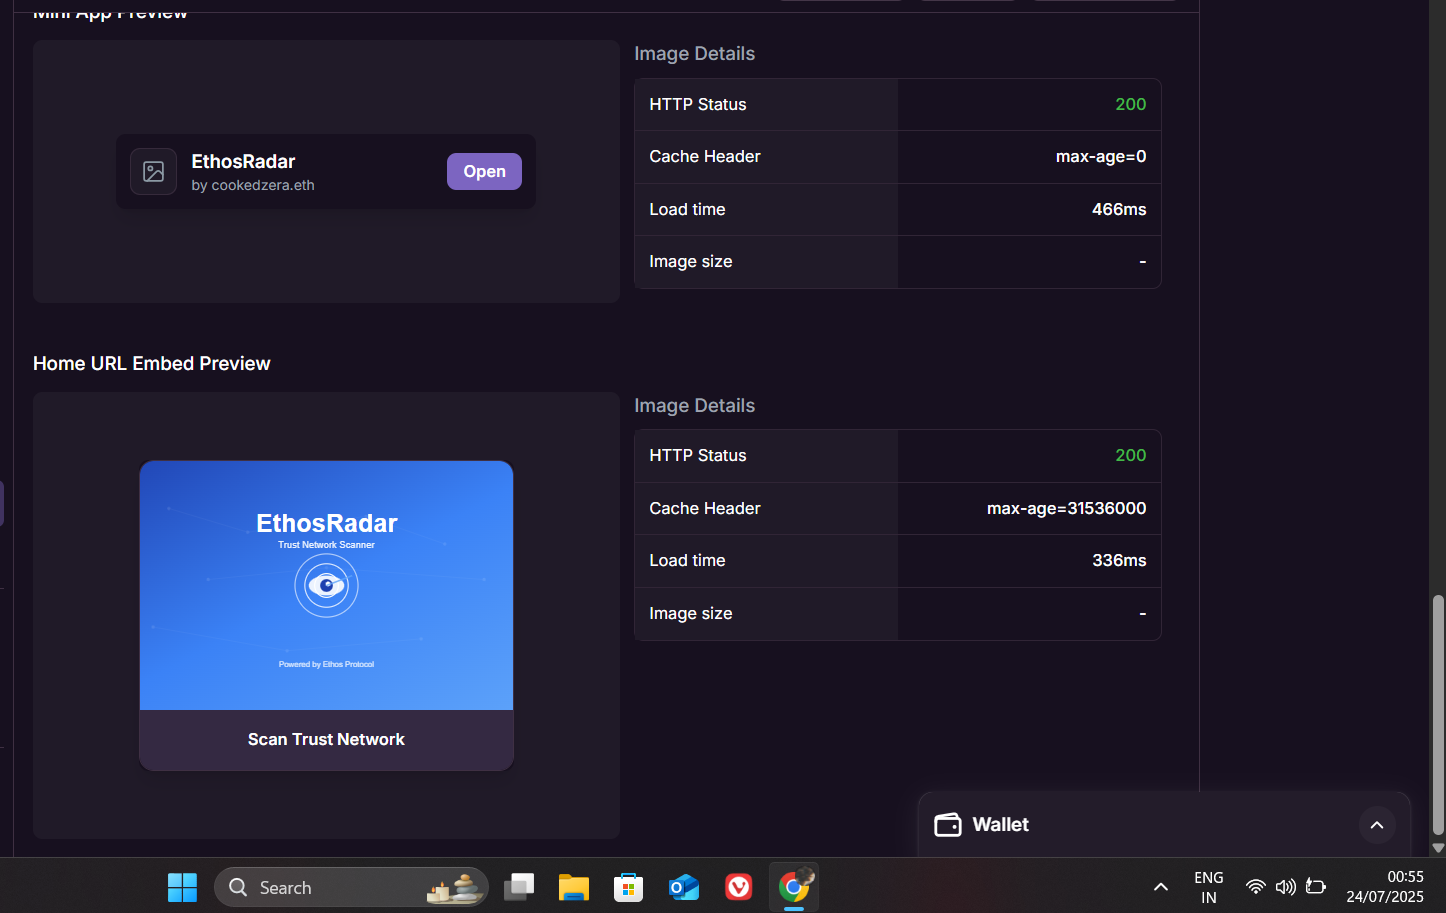 Mini App Preview
Image Details
EthosRadar
by cookedzera.eth
Open
HTTP Status
200
Cache Header
max-age=0
Load time
466ms
Image size
-
Home URL Embed Preview
Image Details
EthosRadar
Trust Network Scanner
Powered by Ethos Protocol
Scan Trust Network
HTTP Status
200
Cache Header
max-age=31536000
Load time
336ms
Image size
-
Wallet
Search
ENG
IN
00:55
24/07/2025